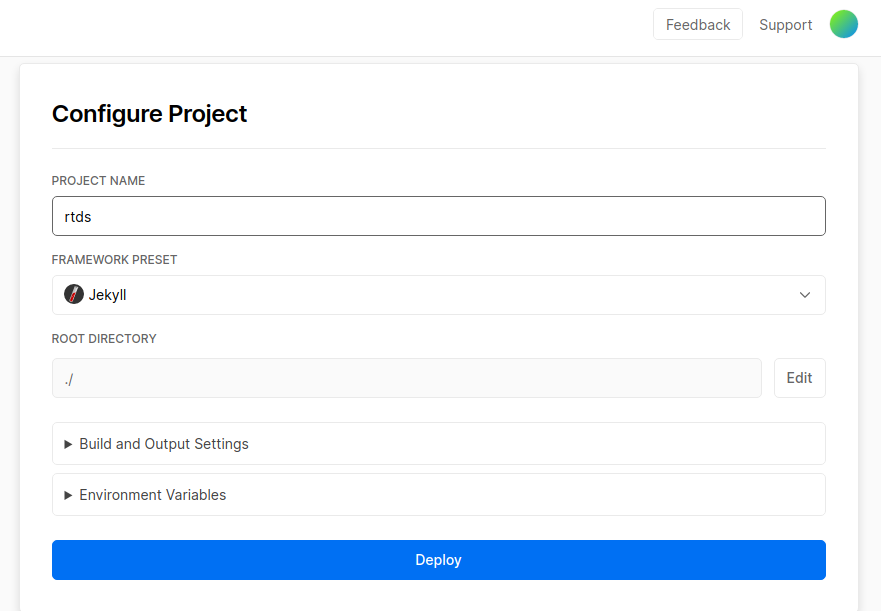 Feedback
Support
Configure Project
PROJECT NAME
rtds
FRAMEWORK PRESET
Jekyll
ROOT DIRECTORY
./
Edit
Build and Output Settings
Environment Variables
Deploy